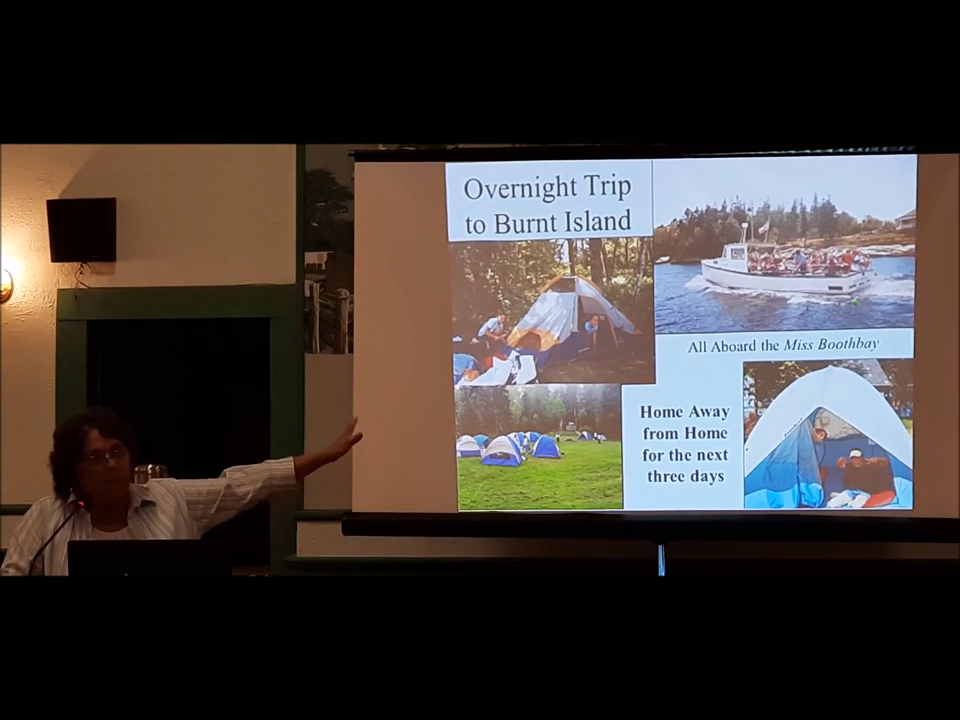 Overnight Trip
to Burnt Island
All Aboard the Miss Boothbay
Home Away
from Home
for the next
three days